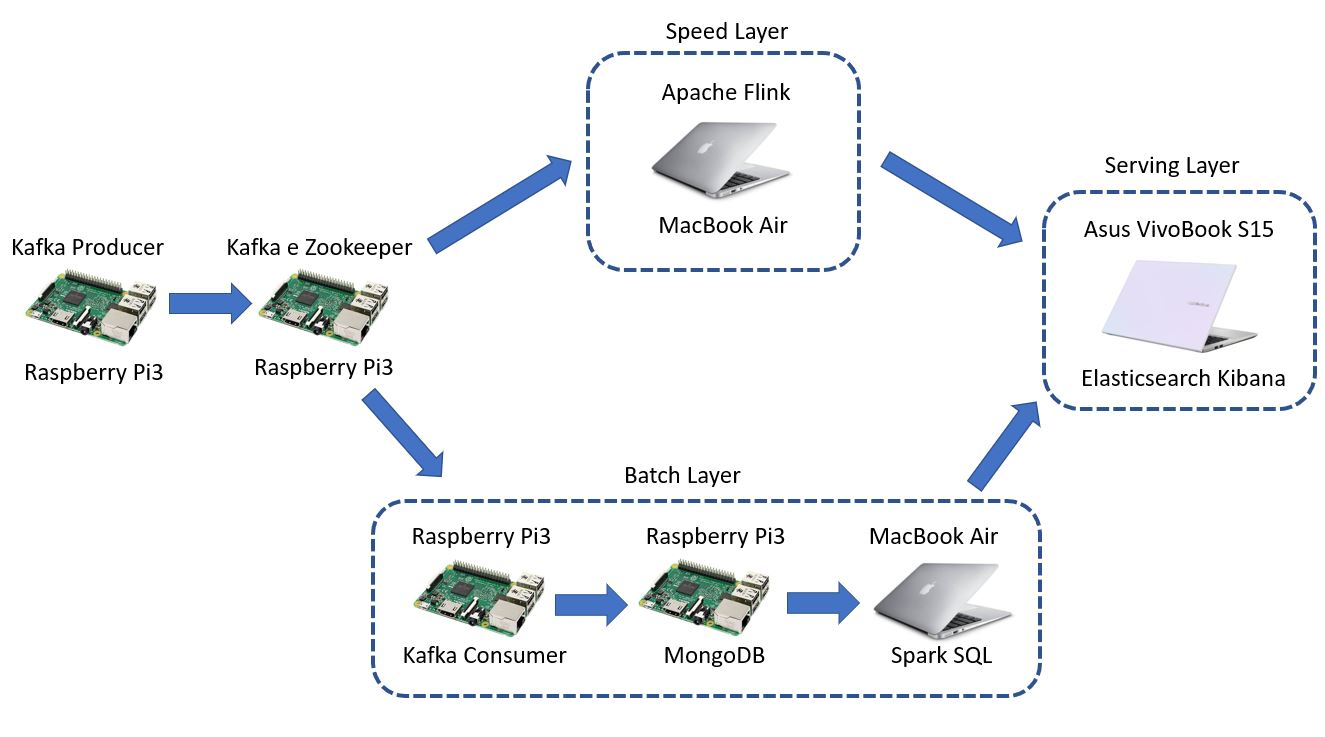 Speed Layer
Apache Flink
MacBook Air
Serving Layer
Asus VivoBook S15
Elasticsearch Kibana
Kafka Producer
Raspberry Pi3
Kafka e Zookeeper
Raspberry Pi3
Batch Layer
Raspberry Pi3
Kafka Consumer
Raspberry Pi3
MongoDB
MacBook Air
Spark SQL